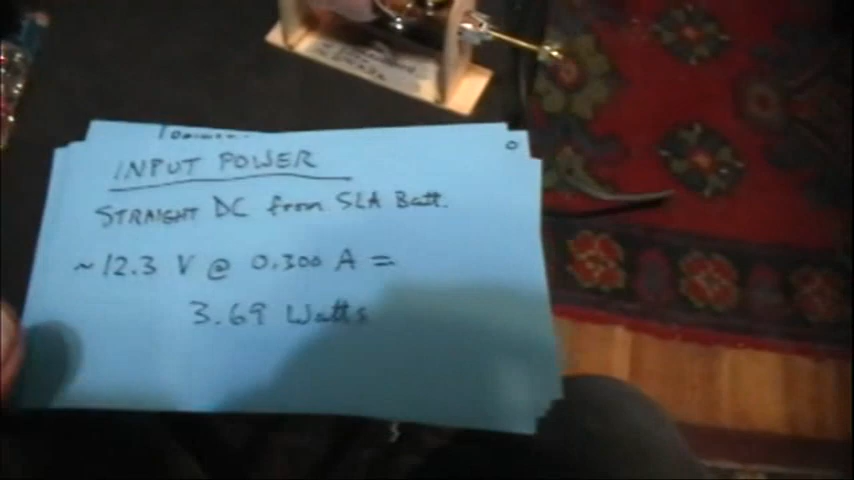 O
INPUT POWER
STRAIGHT DC from SLA Batt.
~12.3 V @ 0.300 A =
3.69 Watts